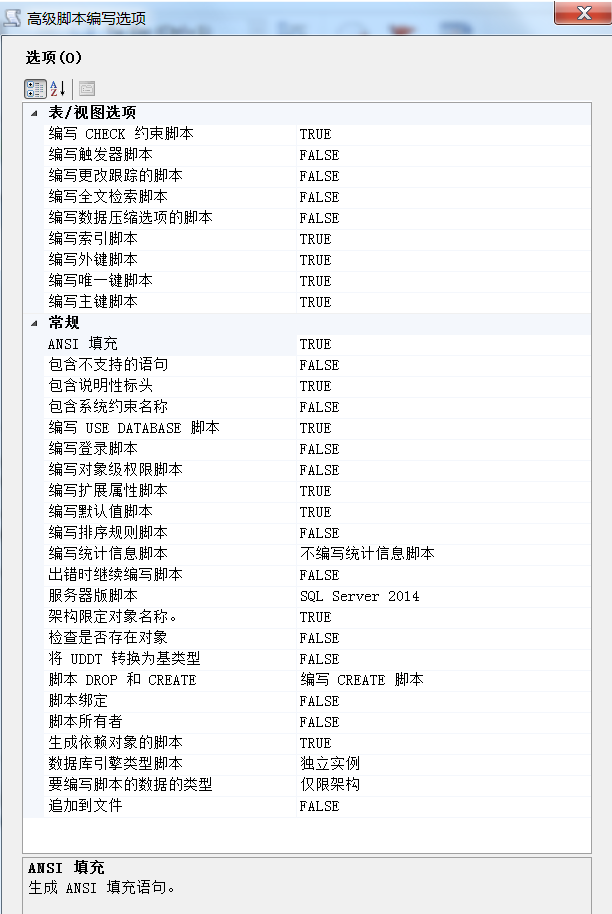 高级脚本编写选项
选项(O)
表/视图选项
编写 CHECK 约束脚本 TRUE
编写触发器脚本 FALSE
编写更改跟踪的脚本 FALSE
编写全文检索脚本 FALSE
编写数据压缩选项的脚本 FALSE
编写索引脚本 TRUE
编写外键脚本 TRUE
编写唯一键脚本 TRUE
编写主键脚本 TRUE
常规
ANSI 填充 TRUE
包含不支持的语句 FALSE
包含说明性标头 TRUE
包含系统约束名称 FALSE
编写 USE DATABASE 脚本 TRUE
编写登录脚本 FALSE
编写对象级权限脚本 FALSE
编写扩展属性脚本 TRUE
编写默认值脚本 TRUE
编写排序规则脚本 FALSE
编写统计信息脚本 不编写统计信息脚本
出错时继续编写脚本 FALSE
服务器版脚本 SQL Server 2014
架构限定对象名称。 TRUE
检查是否存在对象 FALSE
将 UDDT 转换为基类型 FALSE
脚本 DROP 和 CREATE 编写 CREATE 脚本
脚本绑定 FALSE
脚本所有者 FALSE
生成依赖对象的脚本 TRUE
数据库引擎类型脚本 独立实例
要编写脚本的数据的类型 仅限架构
追加到文件 FALSE
ANSI 填充
生成 ANSI 填充语句。